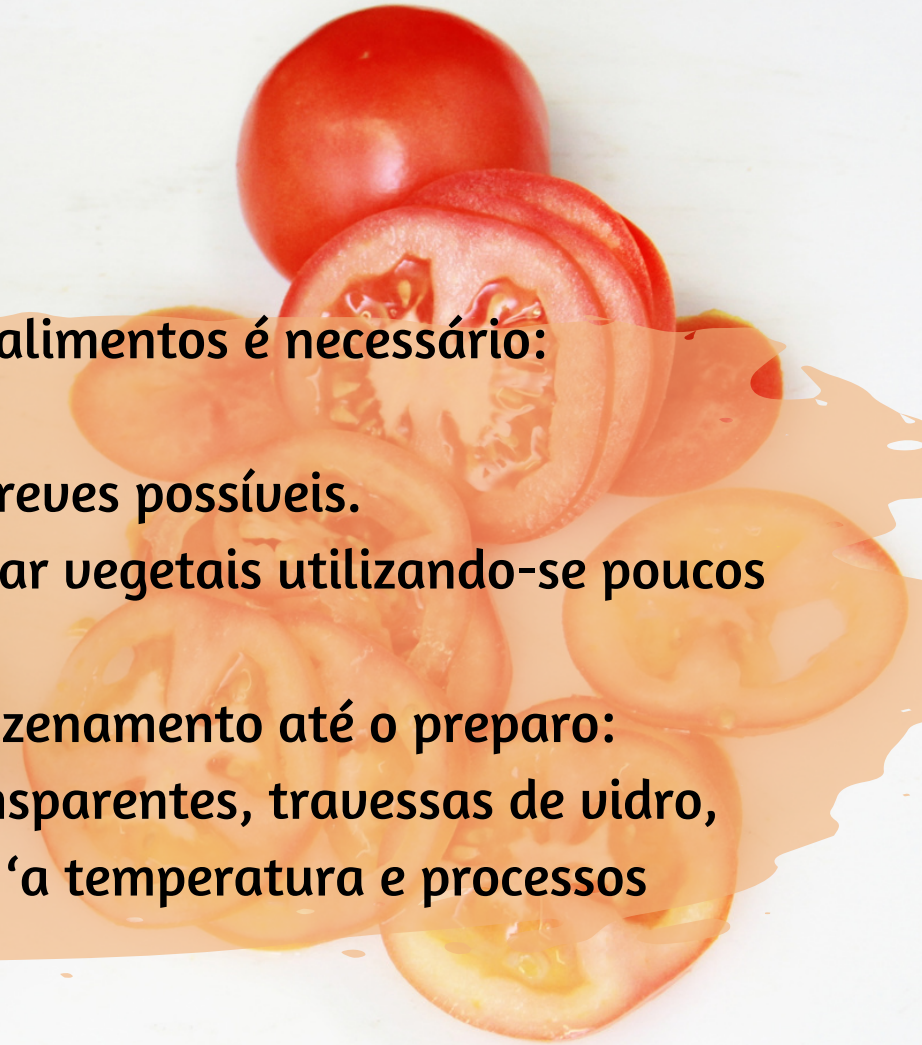 alimentos é necessário:
reves possíveis.
ar vegetais utilizando-se poucos
zenamento até o preparo:
nsparentes, travessas de vidro,
‘a temperatura e processos